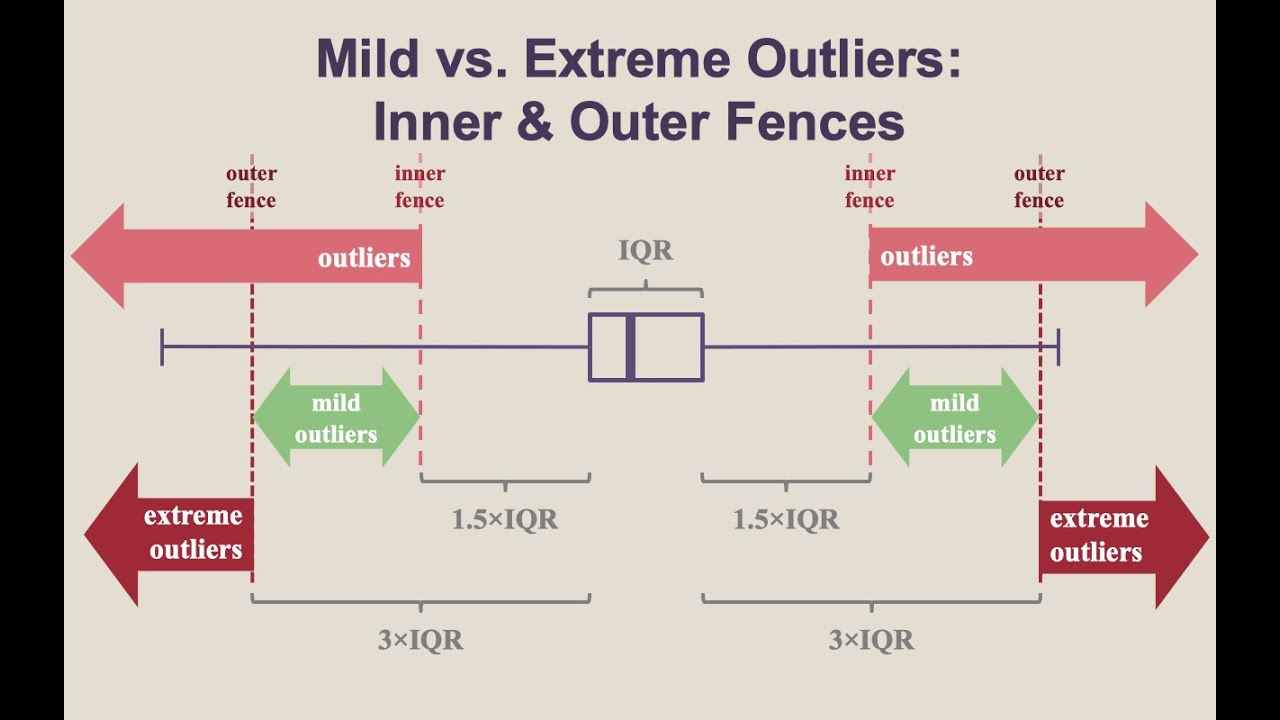 Mild vs. Extreme Outliers:
Inner & Outer Fences
outer
fence
inner
fence
inner
fence
outer
fence
outliers
IQR
outliers
mild
outliers
mild
outliers
extreme
outliers
1.5×IQR
1.5×IQR
extreme
outliers
3×IQR
3×IQR